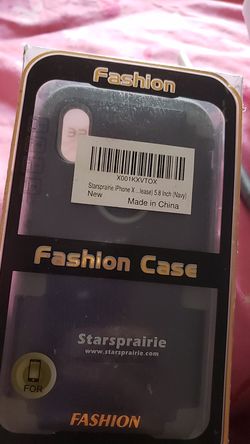 Fashion
X001KXVTOX
Starsprairie iPhone X ...lease) 5.8 Inch (Navy)
New
Made in China
Fashion Case
Starsprairie
www.starsprairie.com
FOR
FASHION